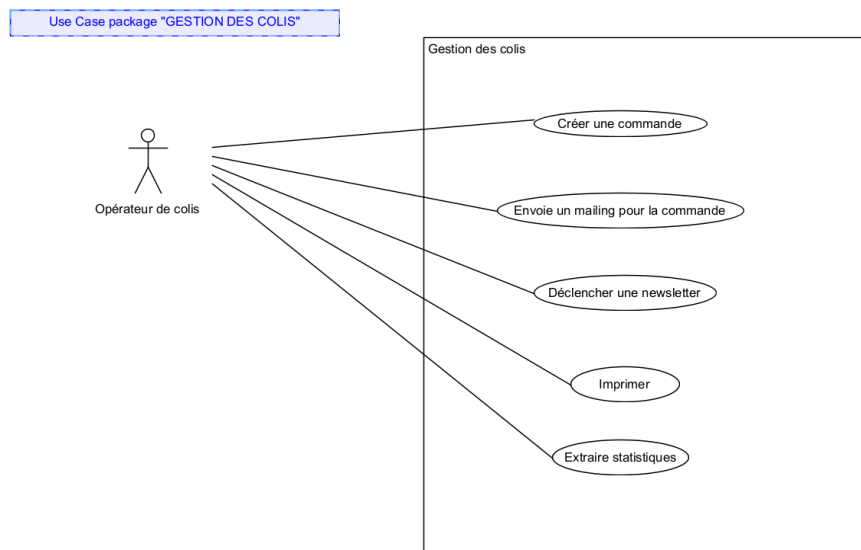 Use Case package "GESTION DES COLIS"
Gestion des colis
Créer une commande
Opérateur de colis
Envoie un mailing pour la commande
Déclencher une newsletter
Imprimer
Extraire statistiques